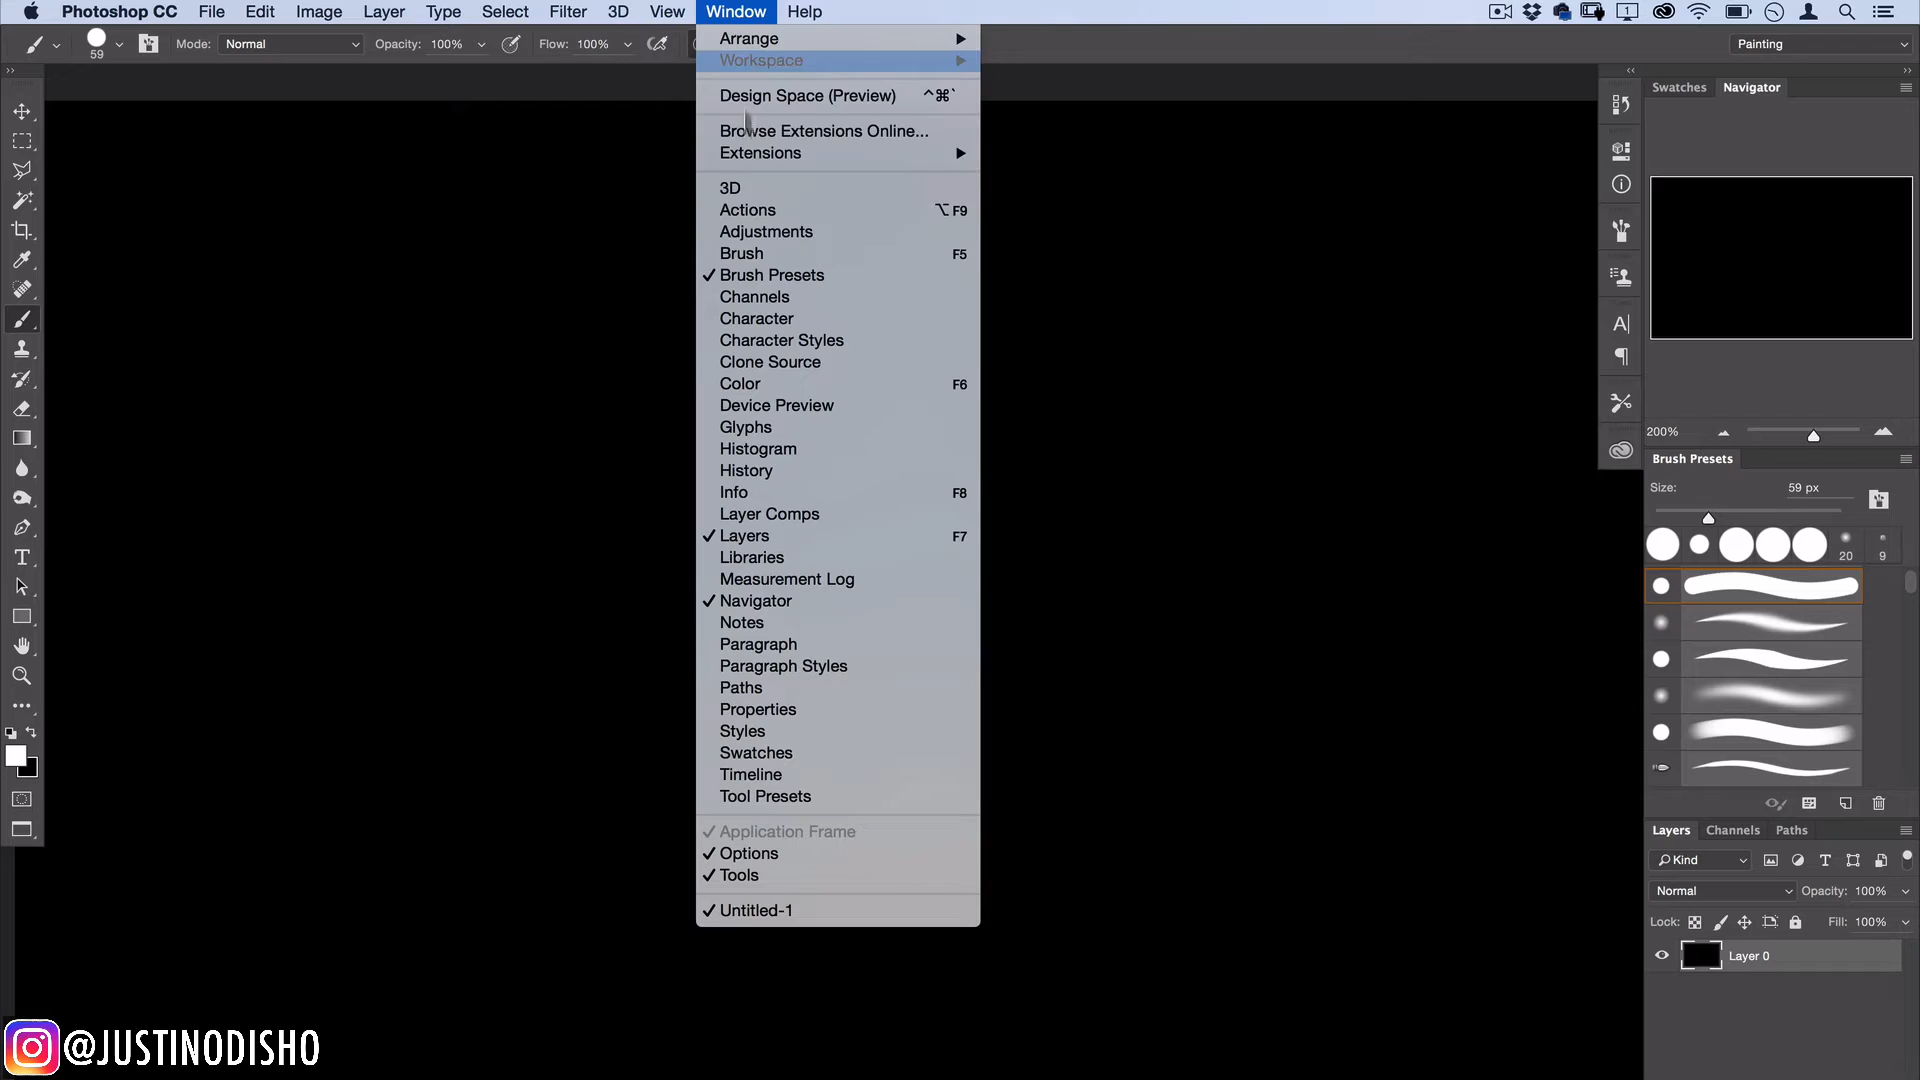 Photoshop CC File Edit Image Layer Type Select Filter 3D View Window Help
59 Mode: Normal Opacity: 100% Flow: 100% Painting
Arrange
Workspace
Design Space (Preview) ^⌘`
Browse Extensions Online...
Extensions
3D
Actions ⌥F9
Adjustments
Brush F5
✓ Brush Presets
Channels
Character
Character Styles
Clone Source
Color F6
Device Preview
Glyphs
Histogram
History
Info F8
Layer Comps
✓ Layers F7
Libraries
Measurement Log
✓ Navigator
Notes
Paragraph
Paragraph Styles
Paths
Properties
Styles
Swatches
Timeline
Tool Presets
✓ Application Frame
✓ Options
✓ Tools
✓ Untitled-1
Swatches Navigator
200%
Brush Presets
Size: 59 px
20 9
Layers Channels Paths
Kind
Normal Opacity: 100%
Lock: Fill: 100%
Layer 0
@JUSTINODISHO